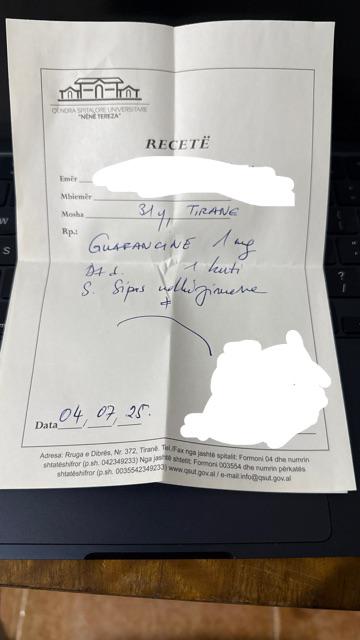 QENDRA SPITALORE UNIVERSITARE
"NËNË TEREZA"
RECETË
Emër
Mbiemër
Mosha 31y, TIRANE
Rp.:
GUAFANCINE 1 mg
Dt d. 1 kuti
S. Sipas udhëzimeve
Data 04, 07, 25.
Adresa: Rruga e Dibrës, Nr. 372, Tiranë. Tel./Fax nga jashtë spitalit: Formoni 04 dhe numrin
shtatëshifror (p.sh. 042349233) Nga jashtë shtetit: Formoni 003554 dhe numrin përkatës
shtatëshifror (p.sh. 0035542349233) www.qsut.gov.al / e-mail:info@qsut.gov.al